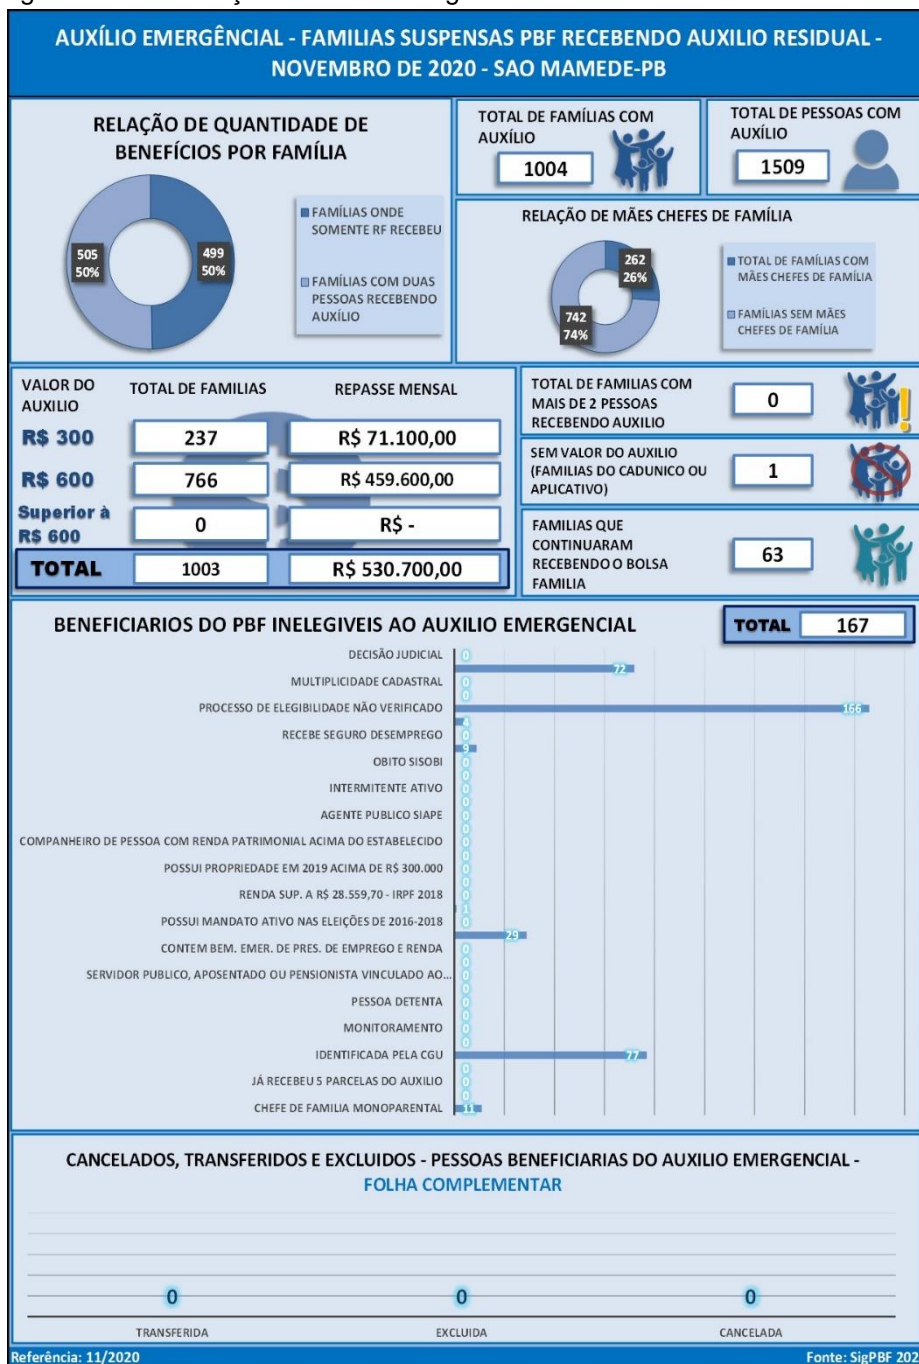 AUXÍLIO EMERGÊNCIAL - FAMILIAS SUSPENSAS PBF RECEBENDO AUXILIO RESIDUAL -
NOVEMBRO DE 2020 - SAO MAMEDE-PB
RELAÇÃO DE QUANTIDADE DE
BENEFÍCIOS POR FAMÍLIA
505
50%
499
50%
FAMÍLIAS ONDE
SOMENTE RF RECEBEU
FAMÍLIAS COM DUAS
PESSOAS RECEBENDO
AUXÍLIO
TOTAL DE FAMÍLIAS COM
AUXÍLIO
1004
TOTAL DE PESSOAS COM
AUXÍLIO
1509
RELAÇÃO DE MÃES CHEFES DE FAMÍLIA
262
26%
742
74%
TOTAL DE FAMÍLIAS COM
MÃES CHEFES DE FAMÍLIA
FAMÍLIAS SEM MÃES
CHEFES DE FAMÍLIA
VALOR DO
AUXILIO
TOTAL DE FAMILIAS
REPASSE MENSAL
R$ 300
237
R$ 71.100,00
R$ 600
766
R$ 459.600,00
Superior à
R$ 600
0
R$ -
TOTAL
1003
R$ 530.700,00
TOTAL DE FAMILIAS COM
MAIS DE 2 PESSOAS
RECEBENDO AUXILIO
0
SEM VALOR DO AUXILIO
(FAMILIAS DO CADUNICO OU
APLICATIVO)
1
FAMILIAS QUE
CONTINUARAM
RECEBENDO O BOLSA
FAMILIA
63
BENEFICIARIOS DO PBF INELEGIVEIS AO AUXILIO EMERGENCIAL
TOTAL 167
DECISÃO JUDICIAL 0
72
MULTIPLICIDADE CADASTRAL 0
0
PROCESSO DE ELEGIBILIDADE NÃO VERIFICADO 166
4
RECEBE SEGURO DESEMPREGO 0
9
OBITO SISOBI 0
0
INTERMITENTE ATIVO 0
0
AGENTE PUBLICO SIAPE 0
0
COMPANHEIRO DE PESSOA COM RENDA PATRIMONIAL ACIMA DO ESTABELECIDO 0
0
POSSUI PROPRIEDADE EM 2019 ACIMA DE R$ 300.000 0
0
RENDA SUP. A R$ 28.559,70 - IRPF 2018 0
1
POSSUI MANDATO ATIVO NAS ELEIÇÕES DE 2016-2018 0
29
CONTEM BEM. EMER. DE PRES. DE EMPREGO E RENDA 0
0
SERVIDOR PUBLICO, APOSENTADO OU PENSIONISTA VINCULADO AO... 0
0
PESSOA DETENTA 0
0
MONITORAMENTO 0
0
IDENTIFICADA PELA CGU 77
0
JÁ RECEBEU 5 PARCELAS DO AUXILIO 0
0
CHEFE DE FAMILIA MONOPARENTAL 11
CANCELADOS, TRANSFERIDOS E EXCLUIDOS - PESSOAS BENEFICIARIAS DO AUXILIO EMERGENCIAL -
FOLHA COMPLEMENTAR
0
0
0
TRANSFERIDA
EXCLUIDA
CANCELADA
Referência: 11/2020
Fonte: SigPBF 202